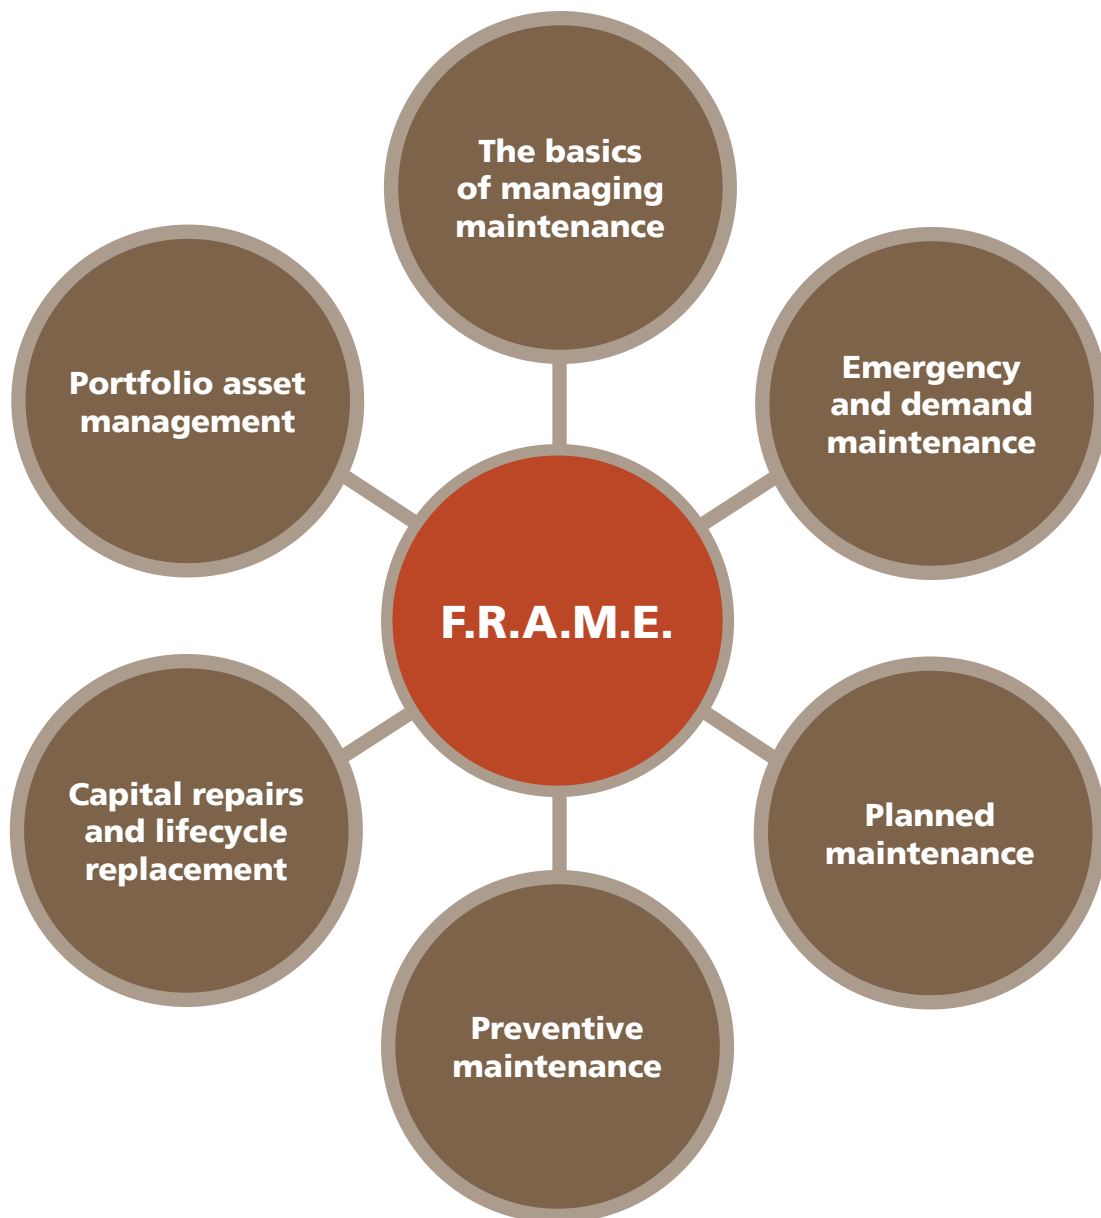 The basics
of managing
maintenance
Emergency
and demand
maintenance
Portfolio asset
management
F.R.A.M.E.
Capital repairs
and lifecycle
replacement
Planned
maintenance
Preventive
maintenance